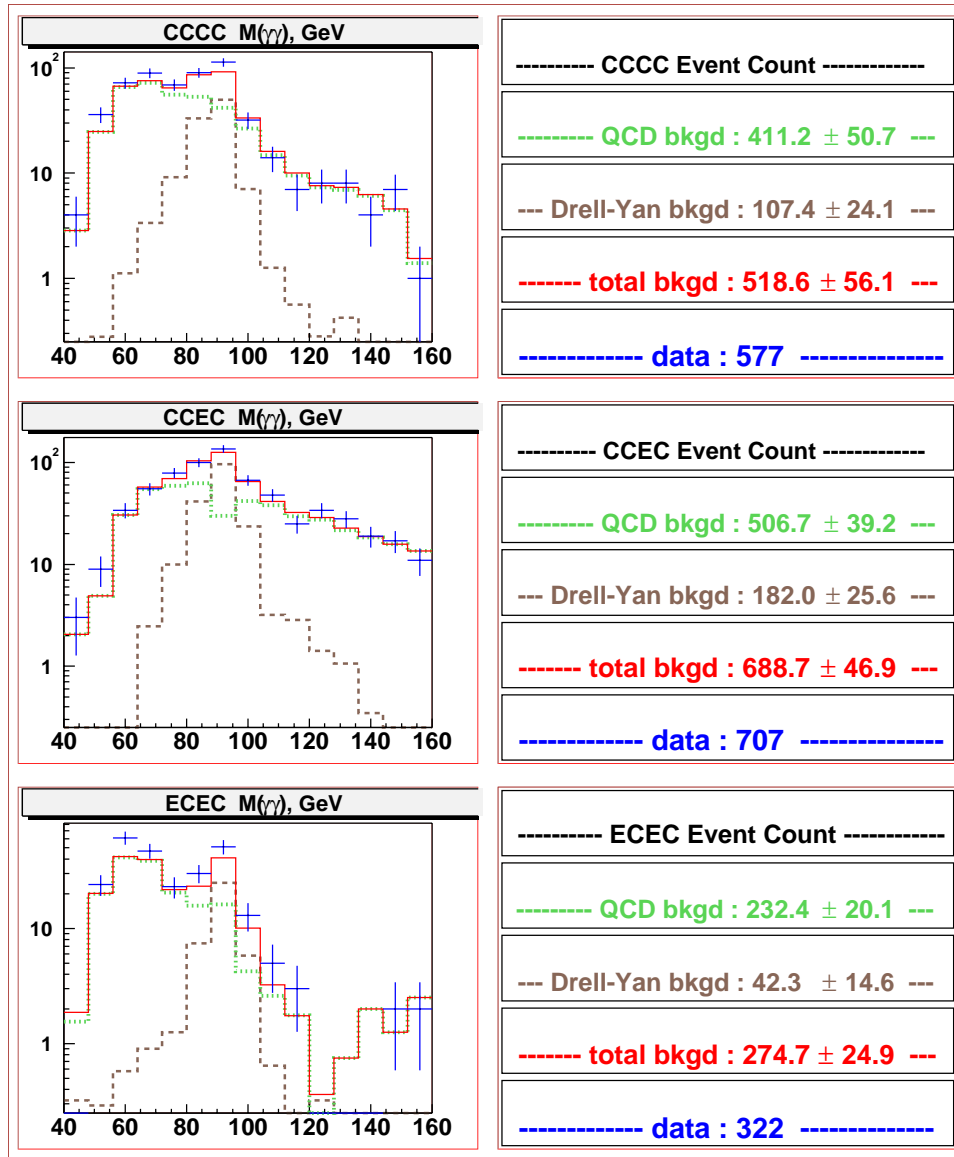 CCCC M(γγ), GeV
10²
10
1
40 60 80 100 120 140 160
---------- CCCC Event Count -------------
--------- QCD bkgd : 411.2 ± 50.7 ---
--- Drell-Yan bkgd : 107.4 ± 24.1 ---
------- total bkgd : 518.6 ± 56.1 ---
------------- data : 577 ---------------
CCEC M(γγ), GeV
10²
10
1
40 60 80 100 120 140 160
---------- CCEC Event Count -------------
--------- QCD bkgd : 506.7 ± 39.2 ---
--- Drell-Yan bkgd : 182.0 ± 25.6 ---
------- total bkgd : 688.7 ± 46.9 ---
------------- data : 707 ---------------
ECEC M(γγ), GeV
10
1
40 60 80 100 120 140 160
---------- ECEC Event Count ------------
--------- QCD bkgd : 232.4 ± 20.1 ---
--- Drell-Yan bkgd : 42.3 ± 14.6 ---
------- total bkgd : 274.7 ± 24.9 ---
------------- data : 322 --------------